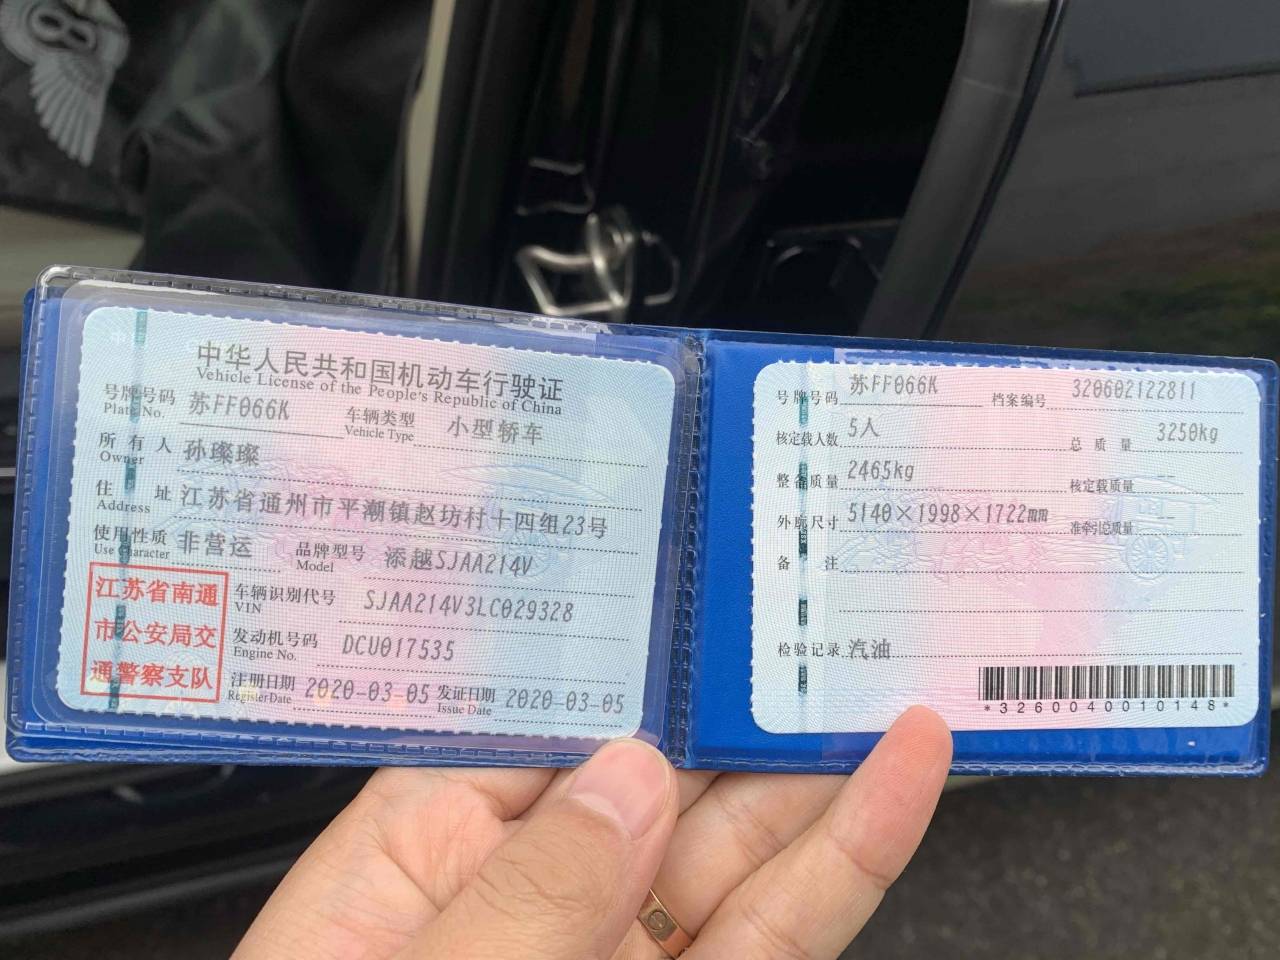 中华人民共和国机动车行驶证
Vehicle License of the People's Republic of China
号牌号码 苏FF066K 车辆类型 小型轿车
Plate No. Vehicle Type
所有人 孙璨璨
Owner
住址 江苏省通州市平潮镇赵坊村十四组23号
Address
使用性质 非营运 品牌型号 添越SJAA214V
Use Character Model
江苏省南通
市公安局交
通警察支队
车辆识别代号 SJAA214V3LC029328
VIN
发动机号码 DCU017535
Engine No.
注册日期 2020-03-05 发证日期 2020-03-05
Register Date Issue Date
号牌号码 苏FF066K 档案编号 320602122811
核定载人数 5人 总质量 3250kg
整备质量 2465kg 核定载质量 --
外廓尺寸 5140×1998×1722mm 准牵引总质量 --
备注
检验记录 汽油
*3260040010148*